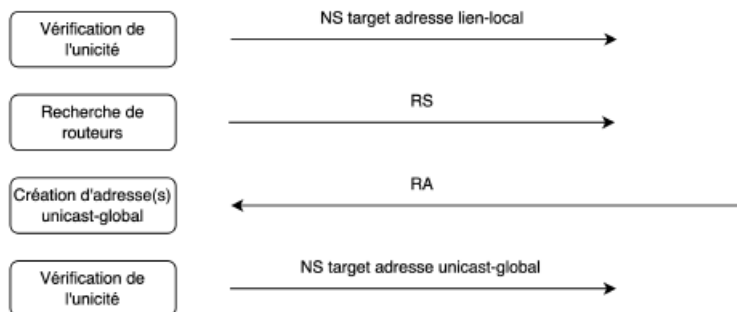 Vérification de
l'unicité
NS target adresse lien-local
Recherche de
routeurs
RS
Création d'adresse(s)
unicast-global
RA
Vérification de
l'unicité
NS target adresse unicast-global